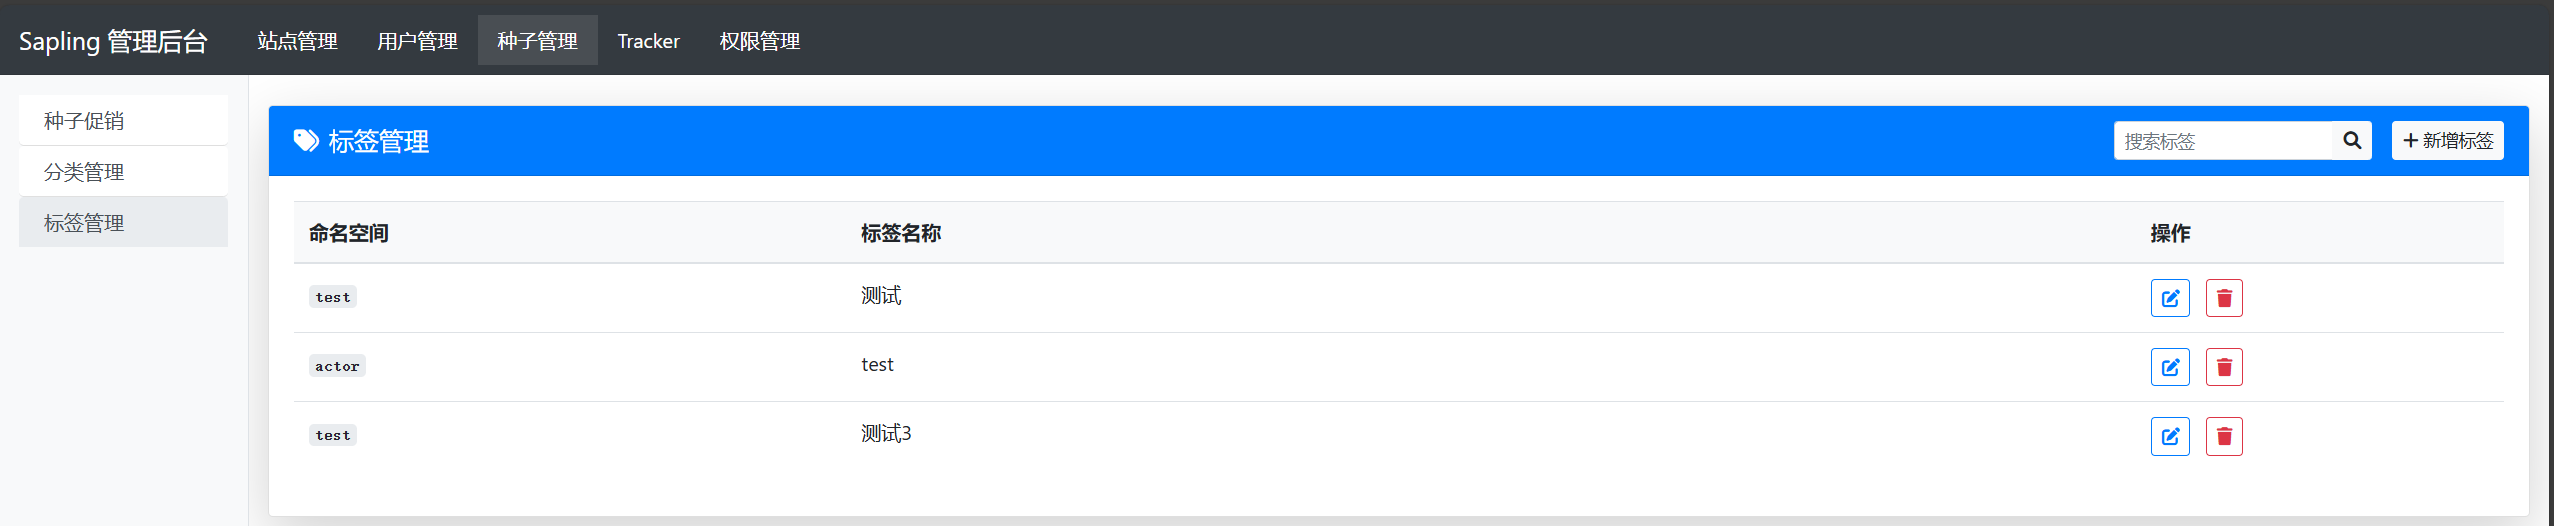 Sapling 管理后台 站点管理 用户管理 种子管理 Tracker 权限管理
种子促销
分类管理
标签管理
标签管理 搜索标签 新增标签
命名空间 标签名称 操作
test 测试
actor test
test 测试3